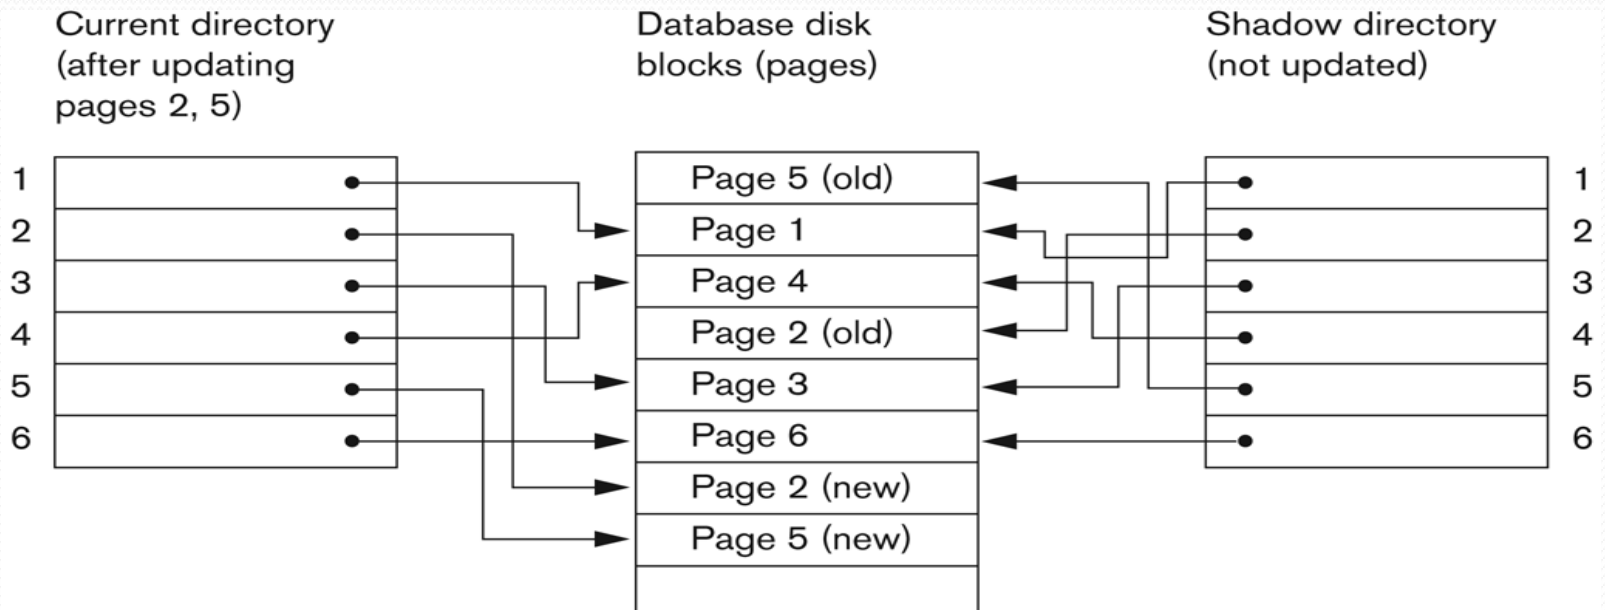 Current directory
(after updating
pages 2, 5)
Database disk
blocks (pages)
Shadow directory
(not updated)
1
2
3
4
5
6
Page 5 (old)
Page 1
Page 4
Page 2 (old)
Page 3
Page 6
Page 2 (new)
Page 5 (new)
1
2
3
4
5
6